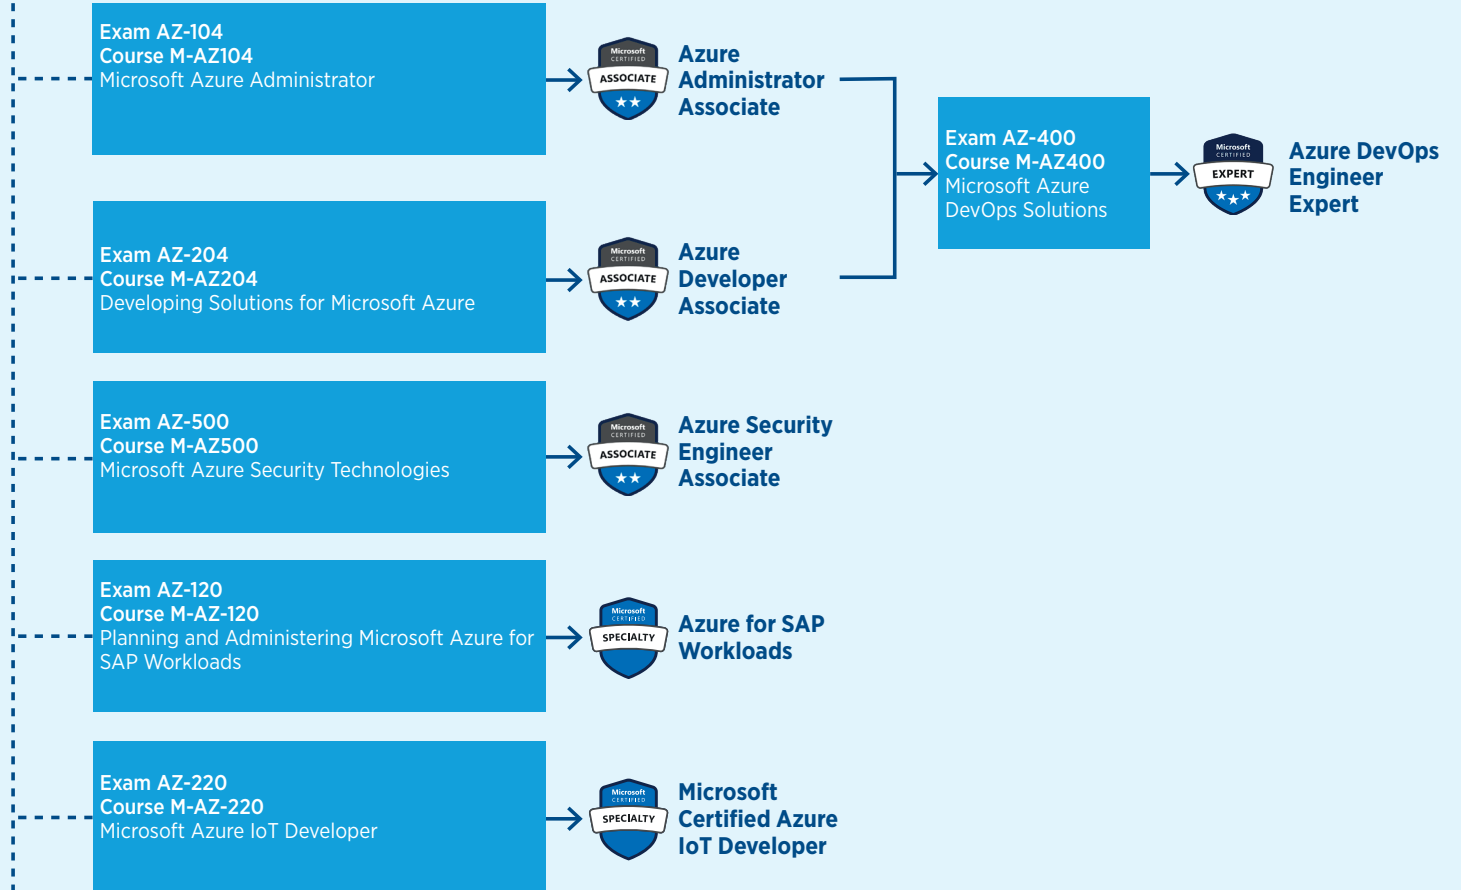 Exam AZ-104
Course M-AZ104
Microsoft Azure Administrator
Microsoft
CERTIFIED
ASSOCIATE
Azure
Administrator
Associate
Exam AZ-400
Course M-AZ400
Microsoft Azure
DevOps Solutions
Microsoft
CERTIFIED
EXPERT
Azure DevOps
Engineer
Expert
Exam AZ-204
Course M-AZ204
Developing Solutions for Microsoft Azure
Microsoft
CERTIFIED
ASSOCIATE
Azure
Developer
Associate
Exam AZ-500
Course M-AZ500
Microsoft Azure Security Technologies
Microsoft
CERTIFIED
ASSOCIATE
Azure Security
Engineer
Associate
Exam AZ-120
Course M-AZ-120
Planning and Administering Microsoft Azure for
SAP Workloads
Microsoft
CERTIFIED
SPECIALTY
Azure for SAP
Workloads
Exam AZ-220
Course M-AZ-220
Microsoft Azure IoT Developer
Microsoft
CERTIFIED
SPECIALTY
Microsoft
Certified Azure
IoT Developer